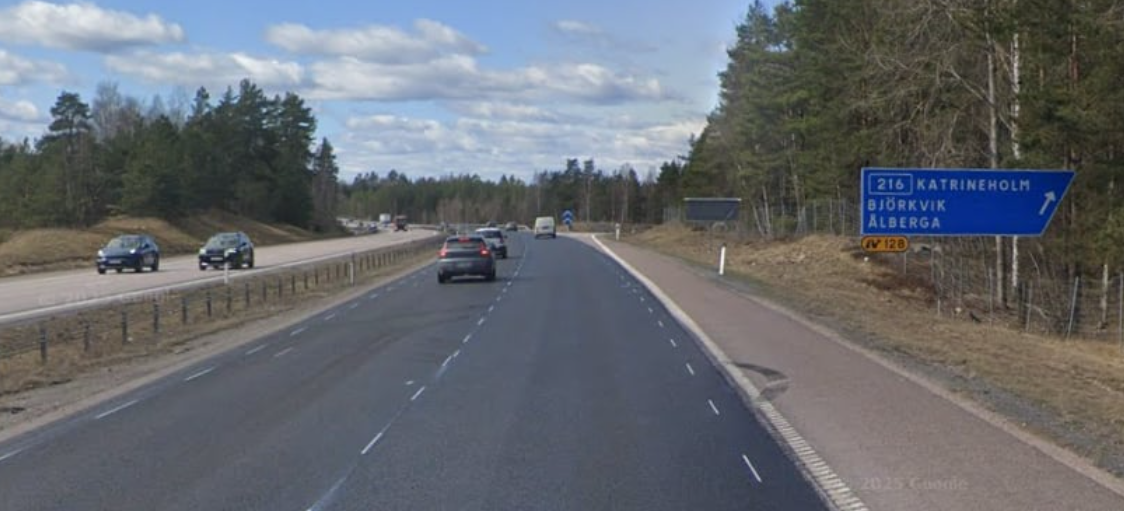 216 KATRINEHOLM
BJÖRKVIK
ÅLBERGA
128
2025 Google